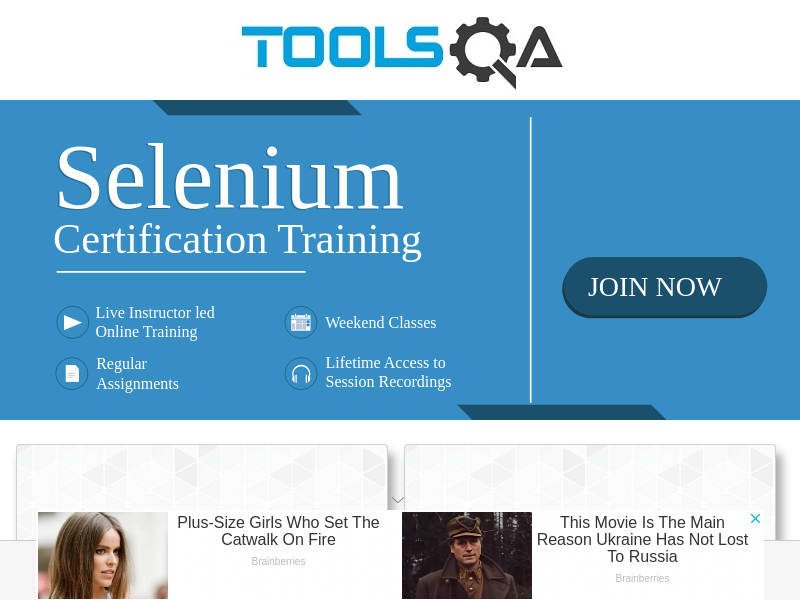 TOOLSQA
Selenium
Certification Training
JOIN NOW
Live Instructor led
Online Training
Weekend Classes
Regular
Assignments
Lifetime Access to
Session Recordings
Plus-Size Girls Who Set The
Catwalk On Fire
Brainberries
This Movie Is The Main
Reason Ukraine Has Not Lost
To Russia
Brainberries